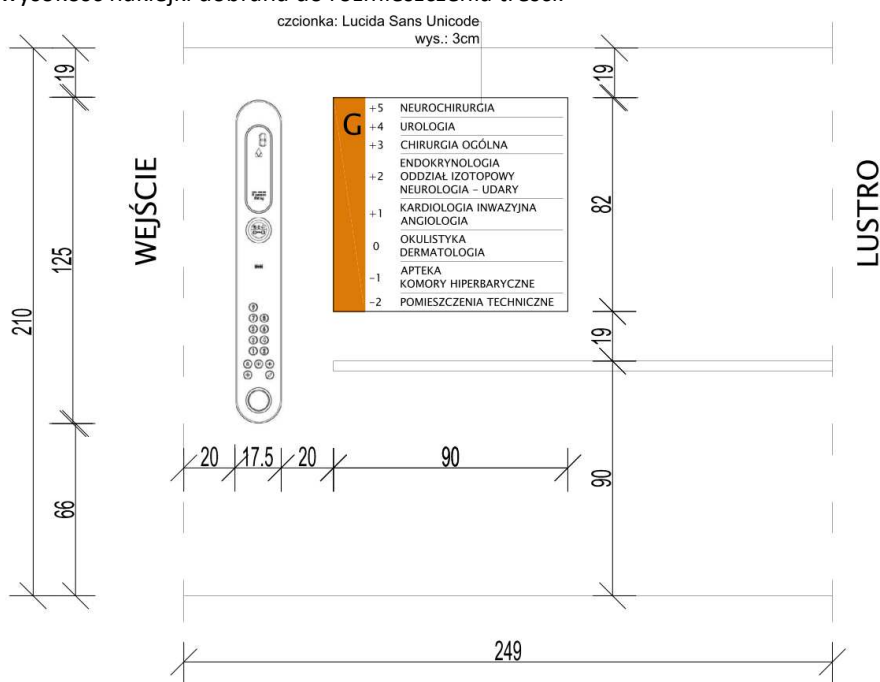 wysokość naklejki dobrana do rozmieszczenia treści.
czcionka: Lucida Sans Unicode
wys.: 3cm
19
19
G
+5 NEUROCHIRURGIA
+4 UROLOGIA
+3 CHIRURGIA OGÓLNA
+2 ENDOKRYNOLOGIA
ODDZIAŁ IZOTOPOWY
NEUROLOGIA – UDARY
+1 KARDIOLOGIA INWAZYJNA
ANGIOLOGIA
0 OKULISTYKA
DERMATOLOGIA
–1 APTEKA
KOMORY HIPERBARYCZNE
–2 POMIESZCZENIA TECHNICZNE
WEJŚCIE
LUSTRO
82
125
210
19
20
17.5
20
90
90
66
249